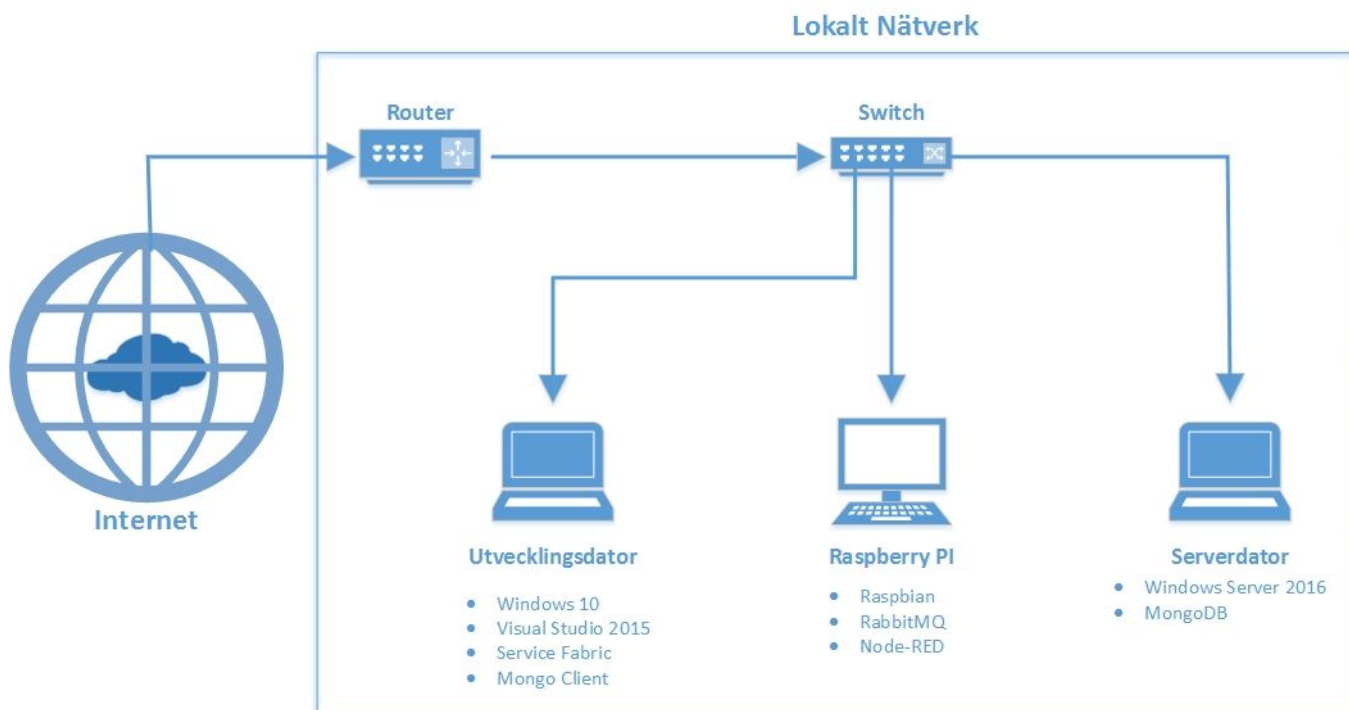 Lokalt Nätverk
Router
Switch
Internet
Utvecklingsdator
• Windows 10
• Visual Studio 2015
• Service Fabric
• Mongo Client
Raspberry PI
• Raspbian
• RabbitMQ
• Node-RED
Serverdator
• Windows Server 2016
• MongoDB